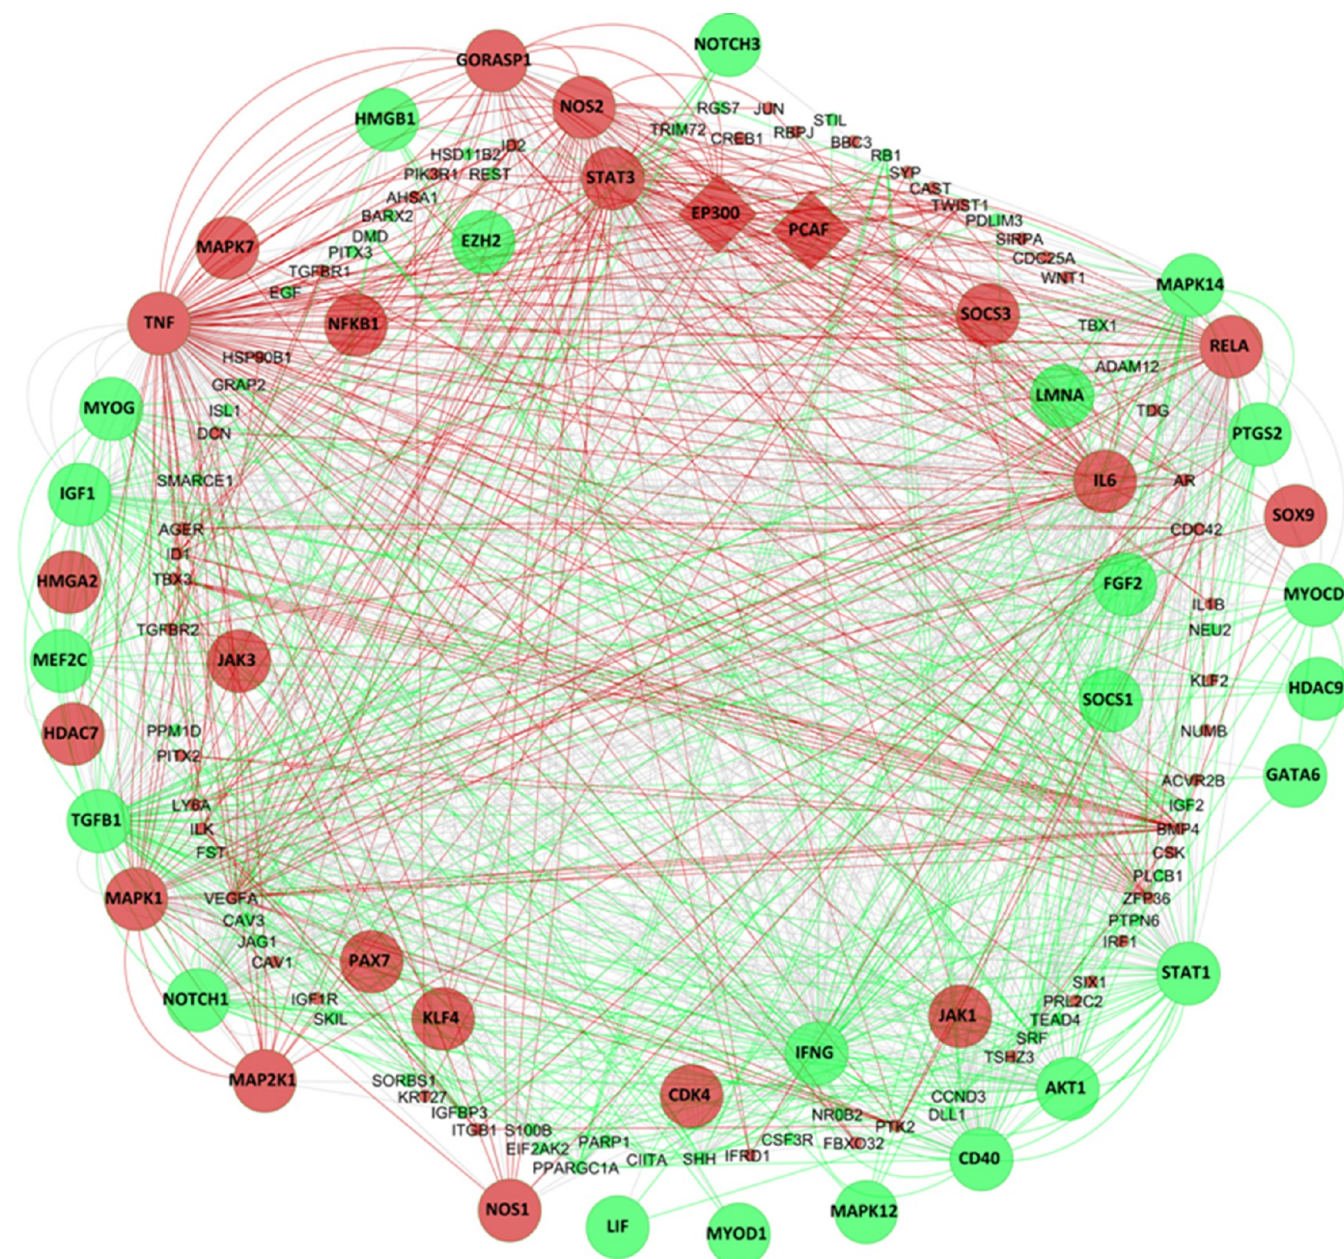 NOTCH3
GORASP1
NOS2
RGS7
JUN
HMGB1
STIL
TRIM72
RBPJ
CREB1
BBC3
ID2
HSD11B2
RB1
PIK3R1
REST
SYP
STAT3
CAST
AHSA1
TWIST1
BARX2
EP300
PDLIM3
PCAF
DMD
SIRPA
EZH2
MAPK7
PITX3
CDC25A
TGFBR1
WNT1
MAPK14
EGF
SOCS3
TNF
NFKB1
TBX1
RELA
HSP90B1
ADAM12
GRAP2
LMNA
MYOG
ISL1
TDG
DCN
PTGS2
SMARCE1
IL6
AR
IGF1
SOX9
AGER
CDC42
ID1
TBX3
HMGA2
FGF2
MYOCD
IL1B
TGFBR2
NEU2
MEF2C
JAK3
KLF2
HDAC9
SOCS1
PPM1D
NUMB
HDAC7
PITX2
GATA6
ACVR2B
LY6A
IGF2
TGFB1
ILK
BMP4
FST
CSK
PLCB1
MAPK1
VEGFA
ZFP36
CAV3
PTPN6
JAG1
IRF1
CAV1
PAX7
STAT1
SIX1
NOTCH1
IGF1R
PRL2C2
SKIL
KLF4
JAK1
TEAD4
SRF
IFNG
TSHZ3
MAP2K1
SORBS1
AKT1
KRT27
CDK4
CCND3
IGFBP3
NR0B2
DLL1
ITGB1
S100B
PTK2
EIF2AK2
PARP1
CSF3R
FBXO32
PPARGC1A
CIITA
SHH
IFRD1
CD40
NOS1
MAPK12
LIF
MYOD1